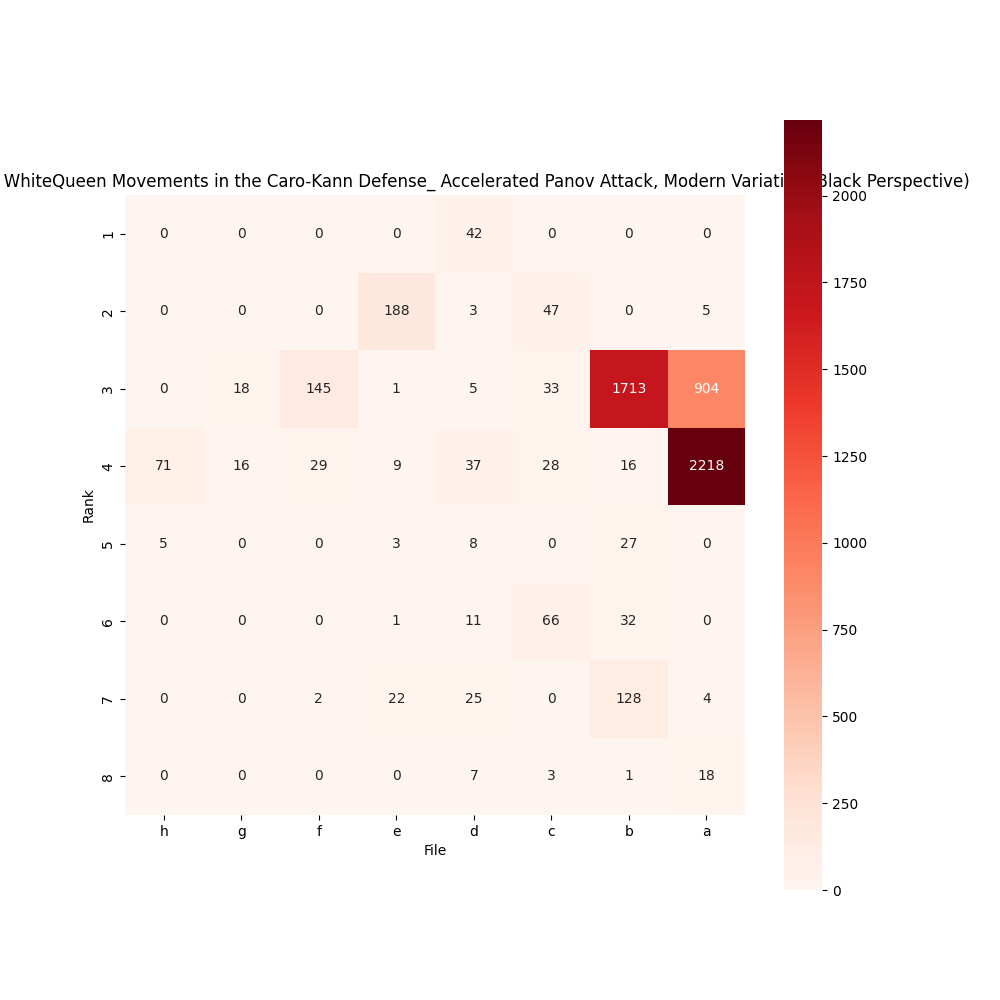 WhiteQueen Movements in the Caro-Kann Defense_ Accelerated Panov Attack, Modern Black Perspective)
2000
1750
1500
1250
1000
750
500
250
0
Rank
1 0 0 0 0 42 0 0 0
2 0 0 0 188 3 47 0 5
3 0 18 145 1 5 33 1713 904
4 71 16 29 9 37 28 16 2218
5 5 0 0 3 8 0 27 0
6 0 0 0 1 11 66 32 0
7 0 0 2 22 25 0 128 4
8 0 0 0 0 7 3 1 18
h g f e d c b a
File